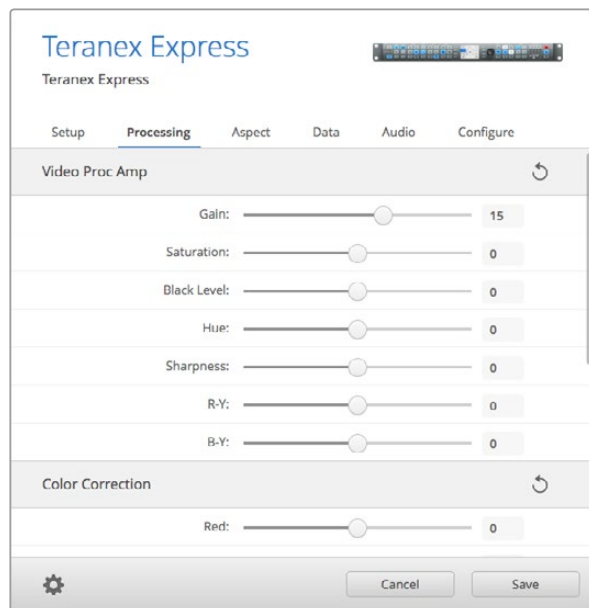 Teranex Express
Teranex Express
Setup Processing Aspect Data Audio Configure
Video Proc Amp
Gain: 15
Saturation: 0
Black Level: 0
Hue: 0
Sharpness: 0
R-Y: 0
B-Y: 0
Color Correction
Red: 0
Cancel Save